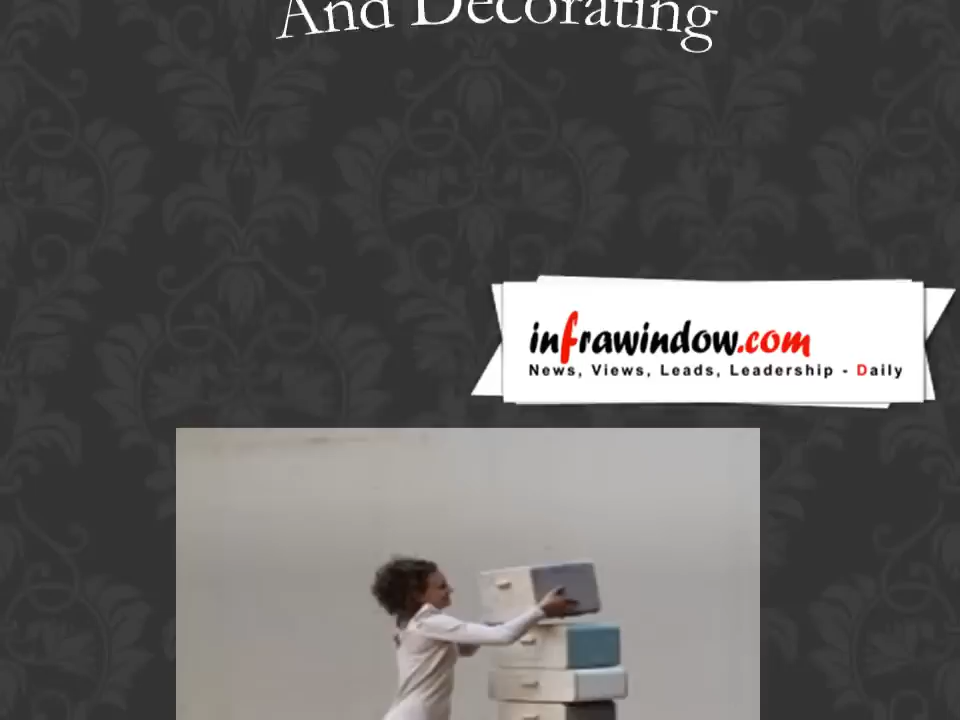 And Decorating
infrawindow.com
News, Views, Leads, Leadership - Daily